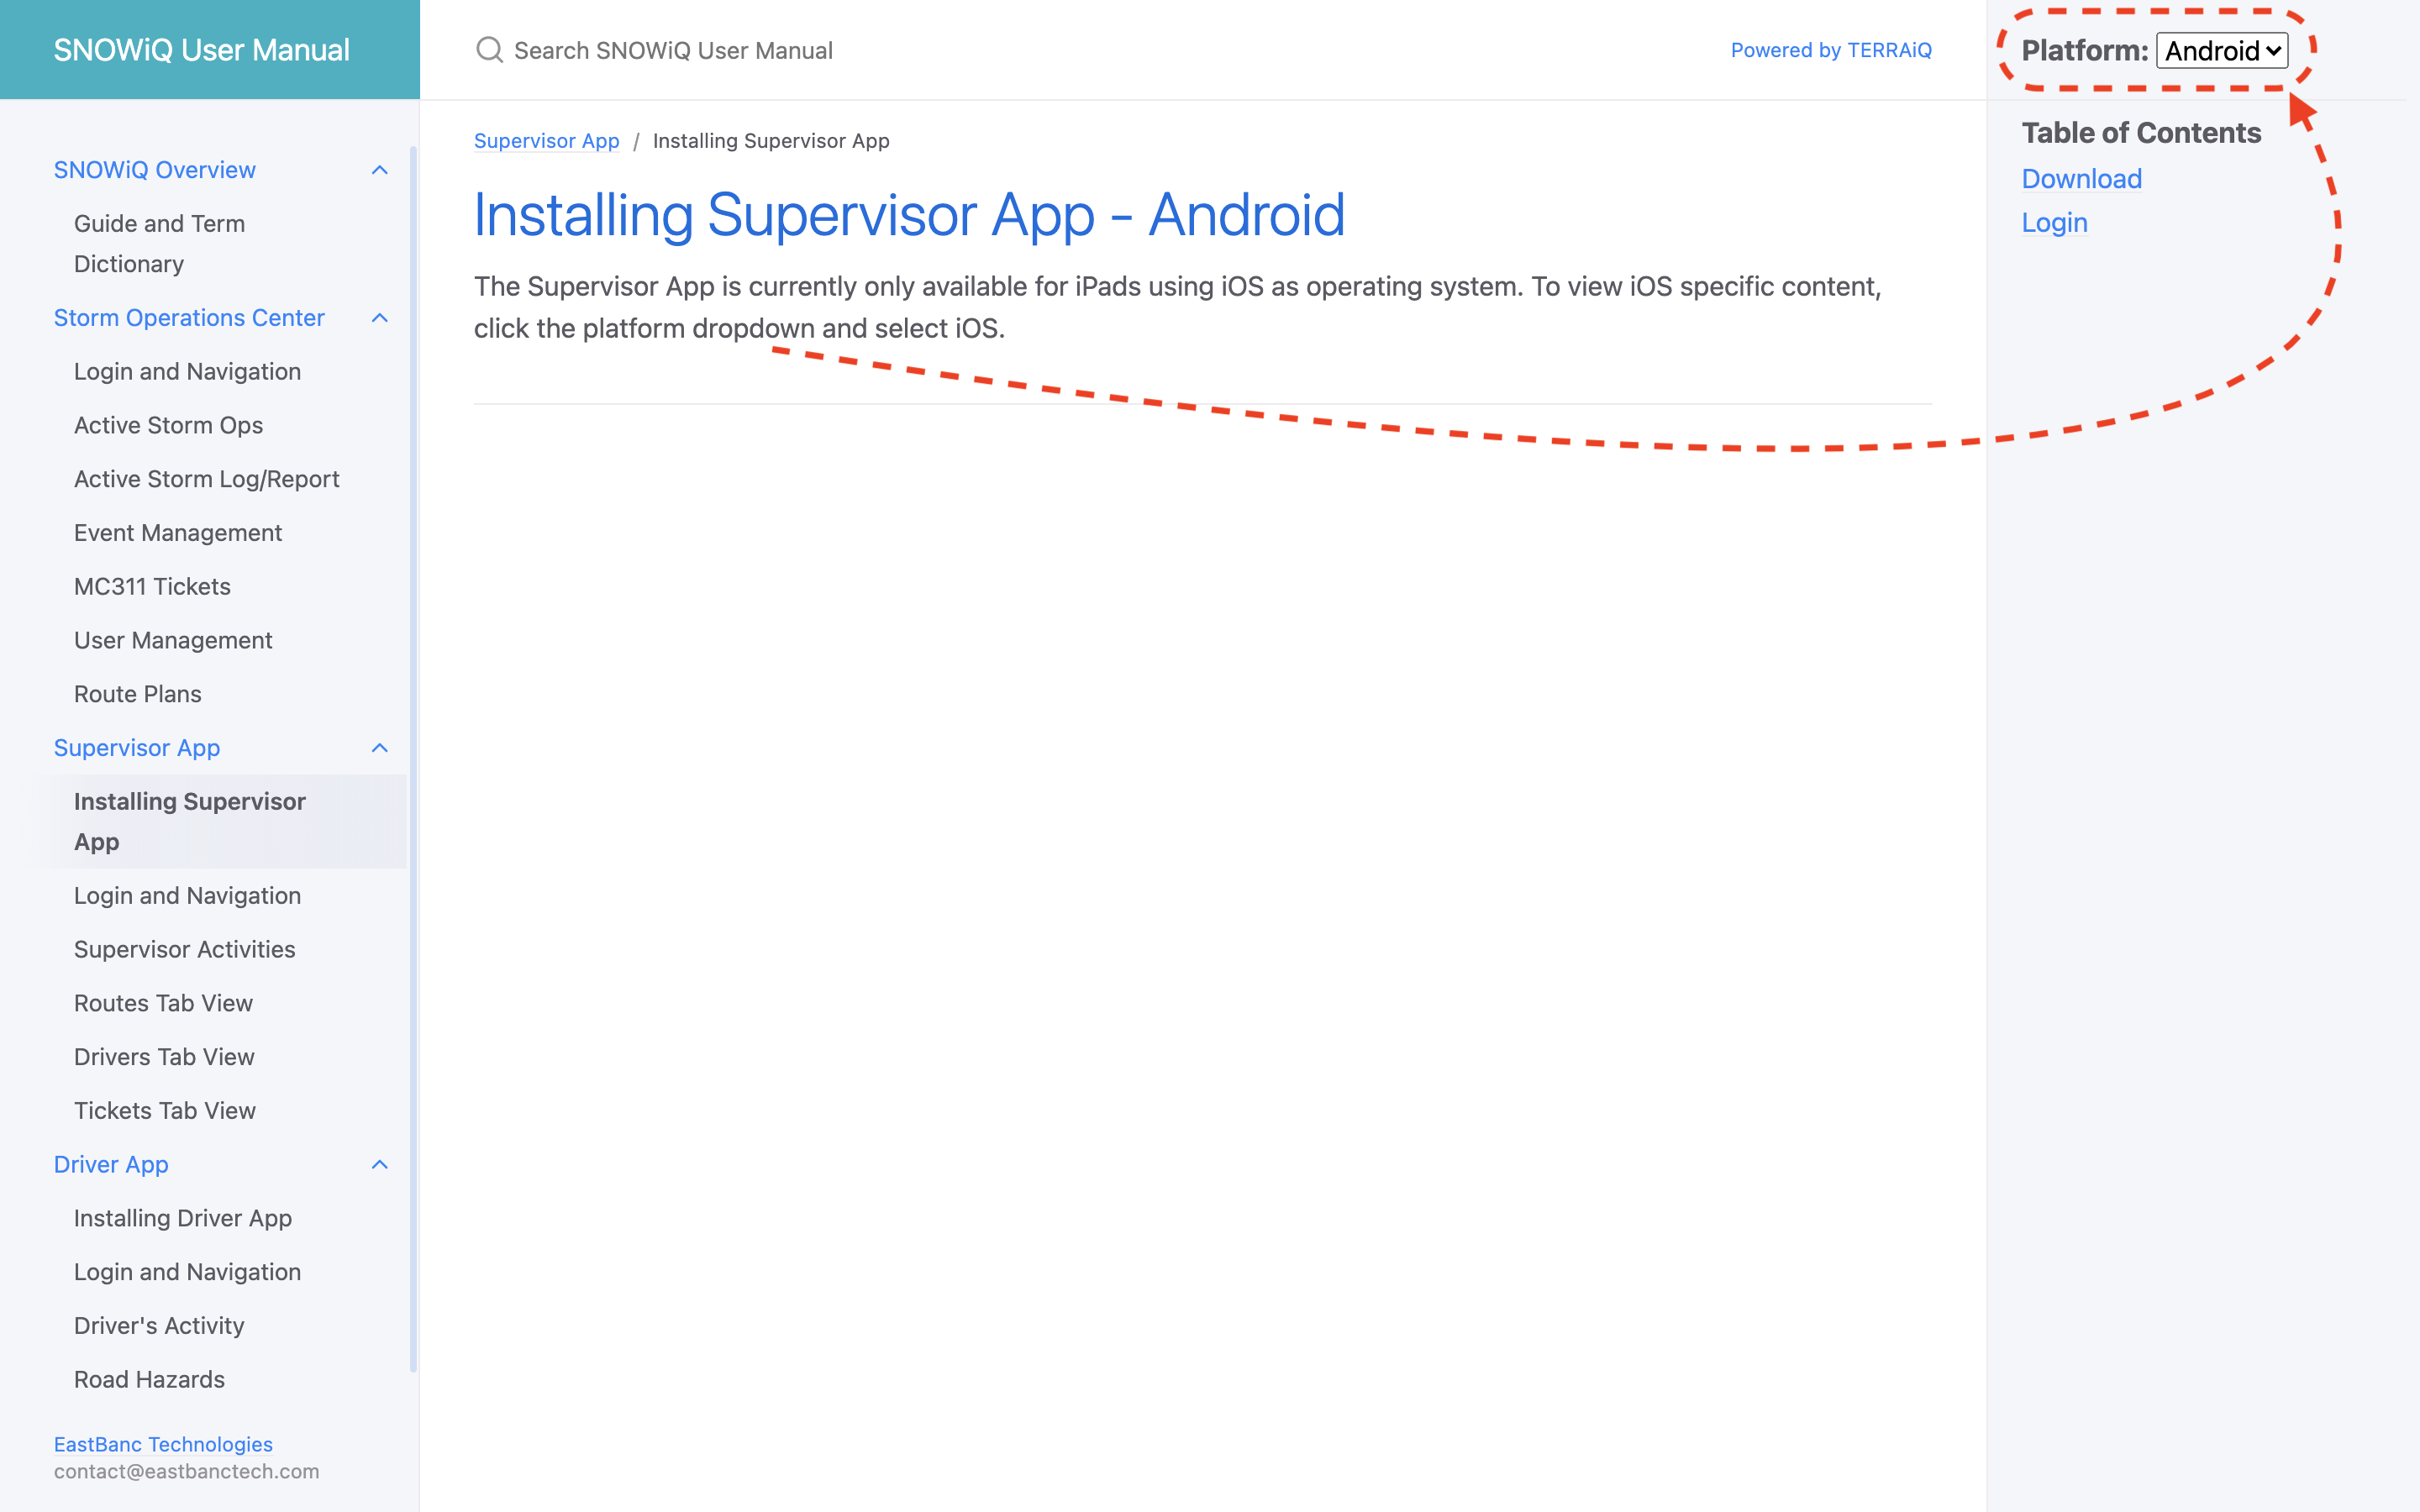 SNOWiQ User Manual
Search SNOWiQ User Manual
Powered by TERRAiQ
Platform: Android
SNOWiQ Overview
Guide and Term
Dictionary
Storm Operations Center
Login and Navigation
Active Storm Ops
Active Storm Log/Report
Event Management
MC311 Tickets
User Management
Route Plans
Supervisor App
Installing Supervisor
App
Login and Navigation
Supervisor Activities
Routes Tab View
Drivers Tab View
Tickets Tab View
Driver App
Installing Driver App
Login and Navigation
Driver's Activity
Road Hazards
EastBanc Technologies
contact@eastbanctech.com
Supervisor App / Installing Supervisor App
Installing Supervisor App - Android
The Supervisor App is currently only available for iPads using iOS as operating system. To view iOS specific content,
click the platform dropdown and select iOS.
Table of Contents
Download
Login